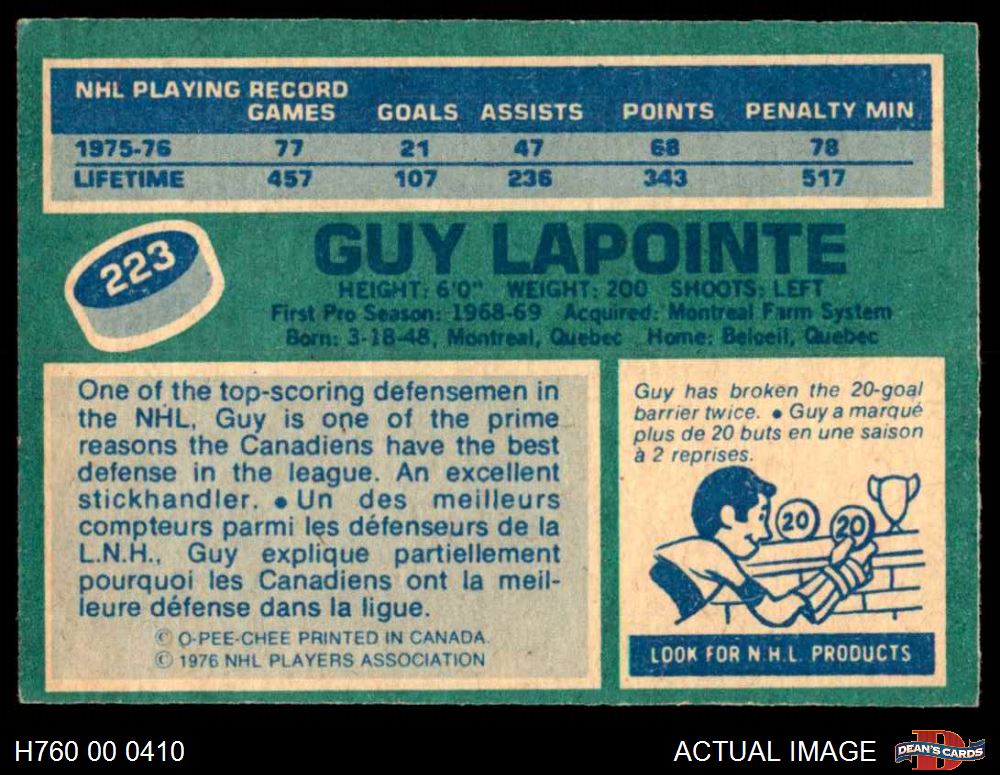 NHL PLAYING RECORD
GAMES GOALS ASSISTS POINTS PENALTY MIN
1975-76 77 21 47 68 78
LIFETIME 457 107 236 343 517
223
GUY LAPOINTE
HEIGHT: 6'0" WEIGHT: 200 SHOOTS: LEFT
First Pro Season: 1968-69 Acquired: Montreal Farm System
Born: 3-18-48, Montreal, Quebec Home: Beloeil, Quebec
One of the top-scoring defensemen in
the NHL, Guy is one of the prime
reasons the Canadiens have the best
defense in the league. An excellent
stickhandler. ● Un des meilleurs
compteurs parmi les défenseurs de la
L.N.H., Guy explique partiellement
pourquoi les Canadiens ont la meil-
leure défense dans la ligue.
© O-PEE-CHEE PRINTED IN CANADA.
© 1976 NHL PLAYERS ASSOCIATION
Guy has broken the 20-goal
barrier twice. ● Guy a marqué
plus de 20 buts en une saison
à 2 reprises.
20 20
LOOK FOR N.H.L. PRODUCTS
H760 00 0410
ACTUAL IMAGE
D
DEAN'S CARDS